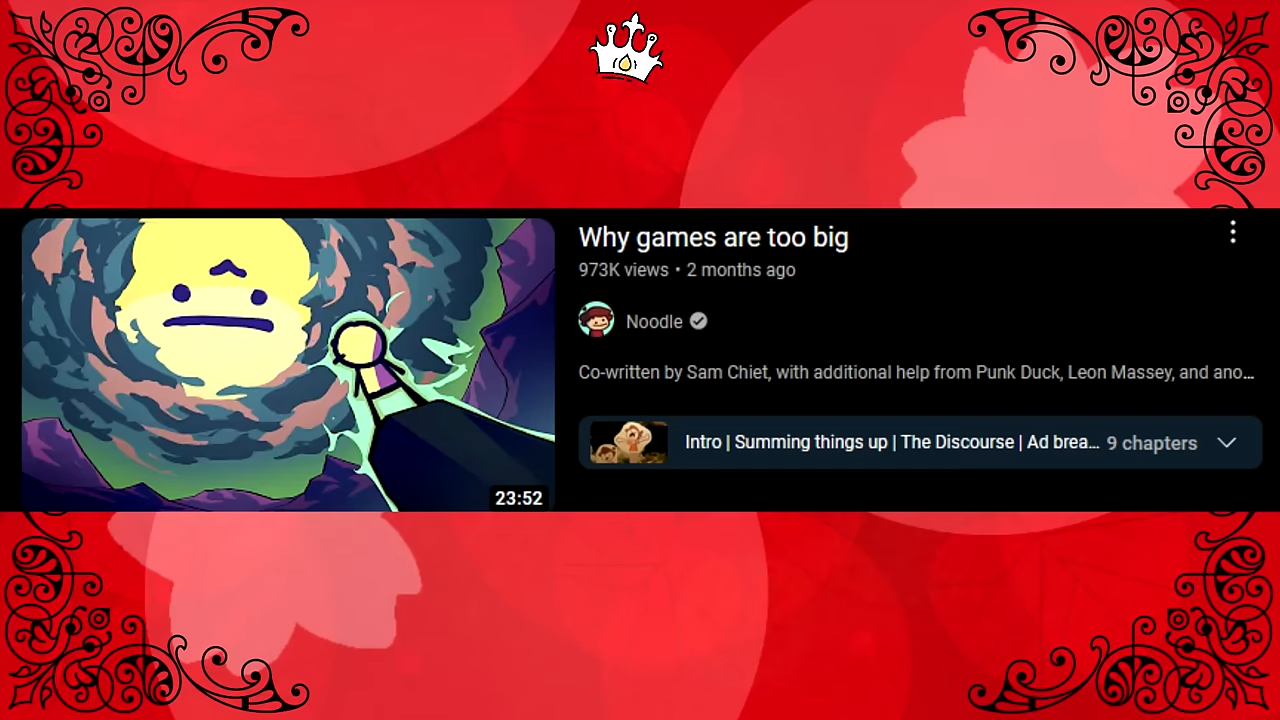 Why games are too big
973K views • 2 months ago
Noodle
Co-written by Sam Chiet, with additional help from Punk Duck, Leon Massey, and ano...
Intro | Summing things up | The Discourse | Ad brea... 9 chapters
23:52